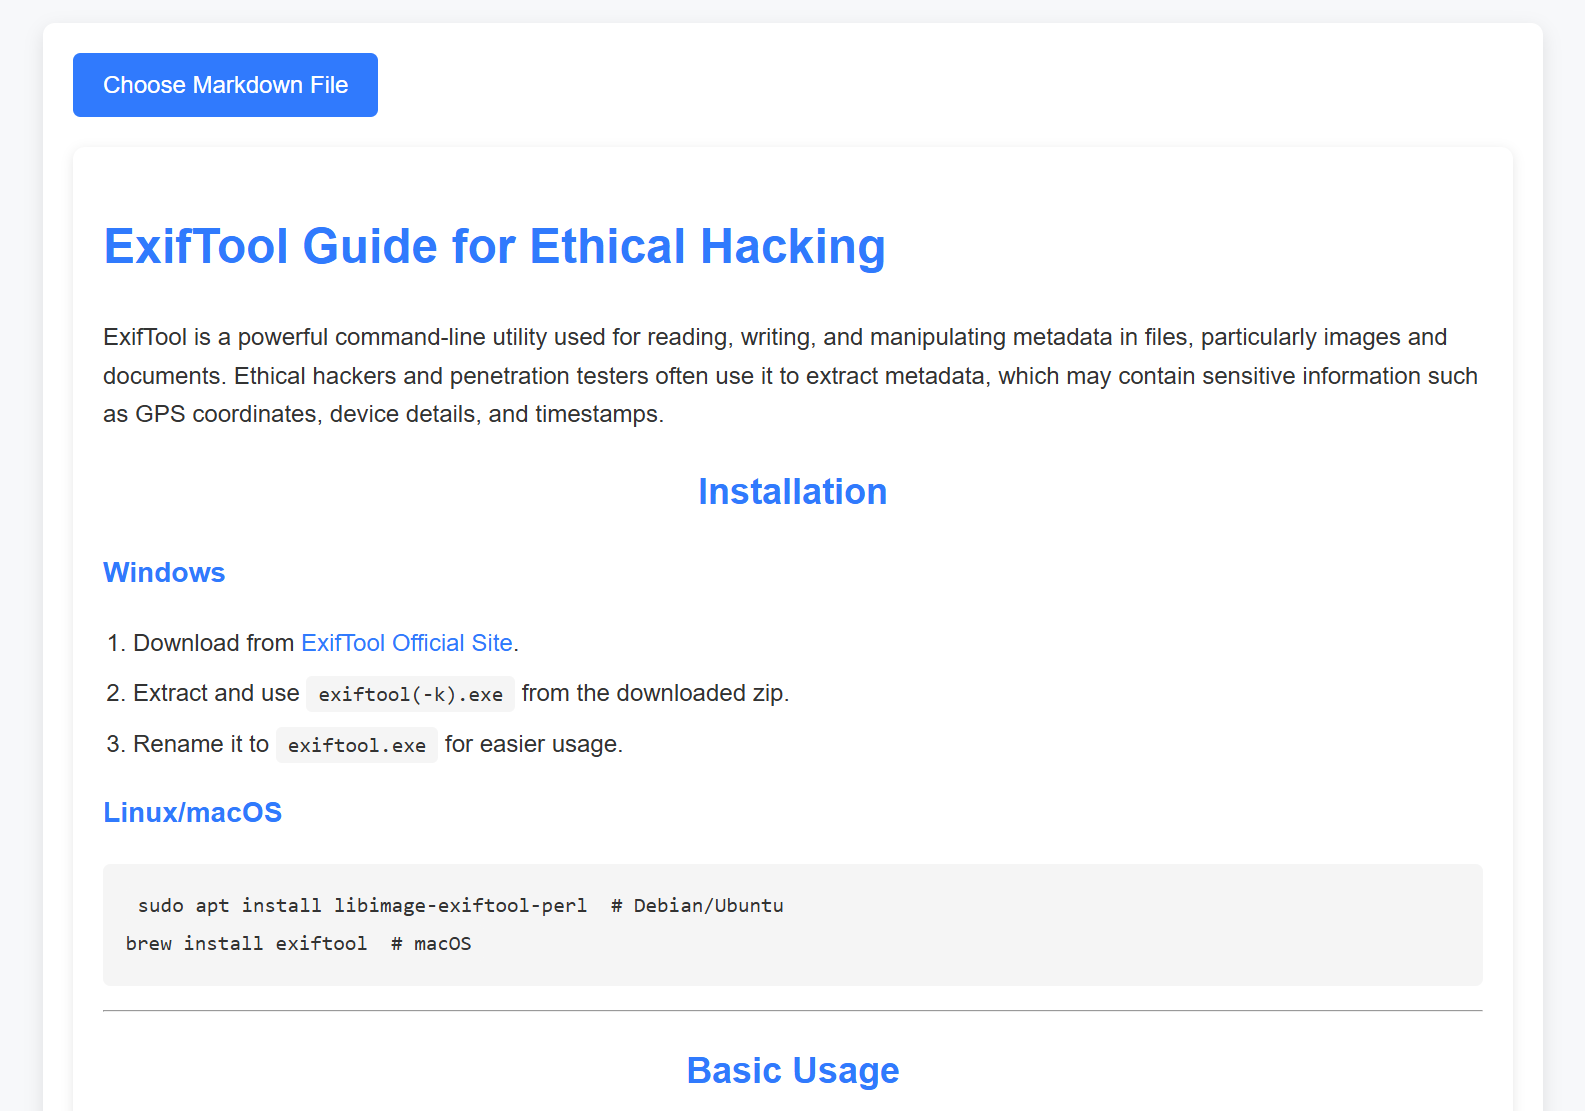 Choose Markdown File
ExifTool Guide for Ethical Hacking
ExifTool is a powerful command-line utility used for reading, writing, and manipulating metadata in files, particularly images and
documents. Ethical hackers and penetration testers often use it to extract metadata, which may contain sensitive information such
as GPS coordinates, device details, and timestamps.
Installation
Windows
1. Download from ExifTool Official Site.
2. Extract and use exiftool(-k).exe from the downloaded zip.
3. Rename it to exiftool.exe for easier usage.
Linux/macOS
sudo apt install libimage-exiftool-perl  # Debian/Ubuntu
brew install exiftool  # macOS
Basic Usage